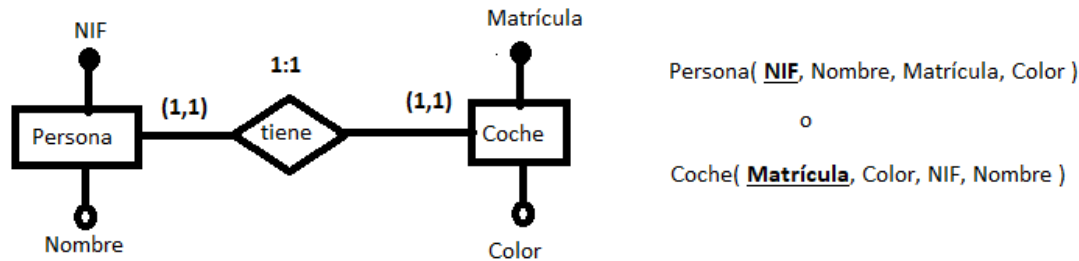 NIF
Matrícula
1:1
(1,1)
(1,1)
Persona
tiene
Coche
Nombre
Color
Persona( NIF, Nombre, Matrícula, Color )
o
Coche( Matrícula, Color, NIF, Nombre )